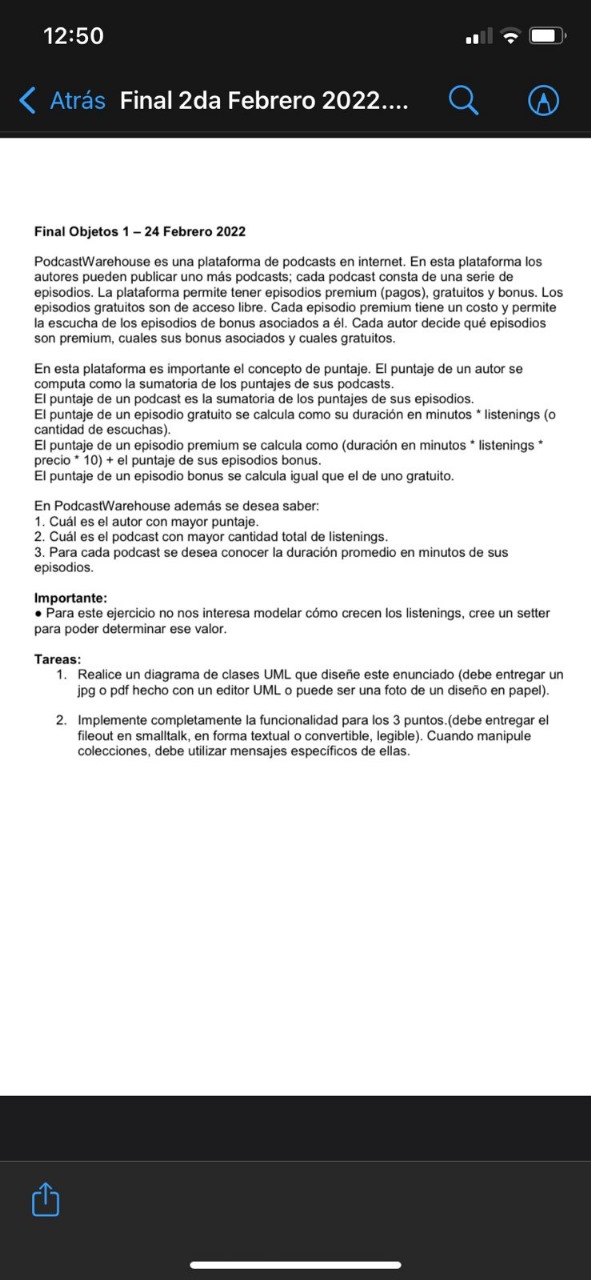 12:50
Atrás Final 2da Febrero 2022....
Final Objetos 1 – 24 Febrero 2022
PodcastWarehouse es una plataforma de podcasts en internet. En esta plataforma los
autores pueden publicar uno más podcasts; cada podcast consta de una serie de
episodios. La plataforma permite tener episodios premium (pagos), gratuitos y bonus. Los
episodios gratuitos son de acceso libre. Cada episodio premium tiene un costo y permite
la escucha de los episodios de bonus asociados a él. Cada autor decide qué episodios
son premium, cuales sus bonus asociados y cuales gratuitos.
En esta plataforma es importante el concepto de puntaje. El puntaje de un autor se
computa como la sumatoria de los puntajes de sus podcasts.
El puntaje de un podcast es la sumatoria de los puntajes de sus episodios.
El puntaje de un episodio gratuito se calcula como su duración en minutos * listenings (o
cantidad de escuchas).
El puntaje de un episodio premium se calcula como (duración en minutos * listenings *
precio * 10) + el puntaje de sus episodios bonus.
El puntaje de un episodio bonus se calcula igual que el de uno gratuito.
En PodcastWarehouse además se desea saber:
1. Cuál es el autor con mayor puntaje.
2. Cuál es el podcast con mayor cantidad total de listenings.
3. Para cada podcast se desea conocer la duración promedio en minutos de sus
episodios.
Importante:
● Para este ejercicio no nos interesa modelar cómo crecen los listenings, cree un setter
para poder determinar ese valor.
Tareas:
1. Realice un diagrama de clases UML que diseñe este enunciado (debe entregar un
jpg o pdf hecho con un editor UML o puede ser una foto de un diseño en papel).
2. Implemente completamente la funcionalidad para los 3 puntos.(debe entregar el
fileout en smalltalk, en forma textual o convertible, legible). Cuando manipule
colecciones, debe utilizar mensajes específicos de ellas.